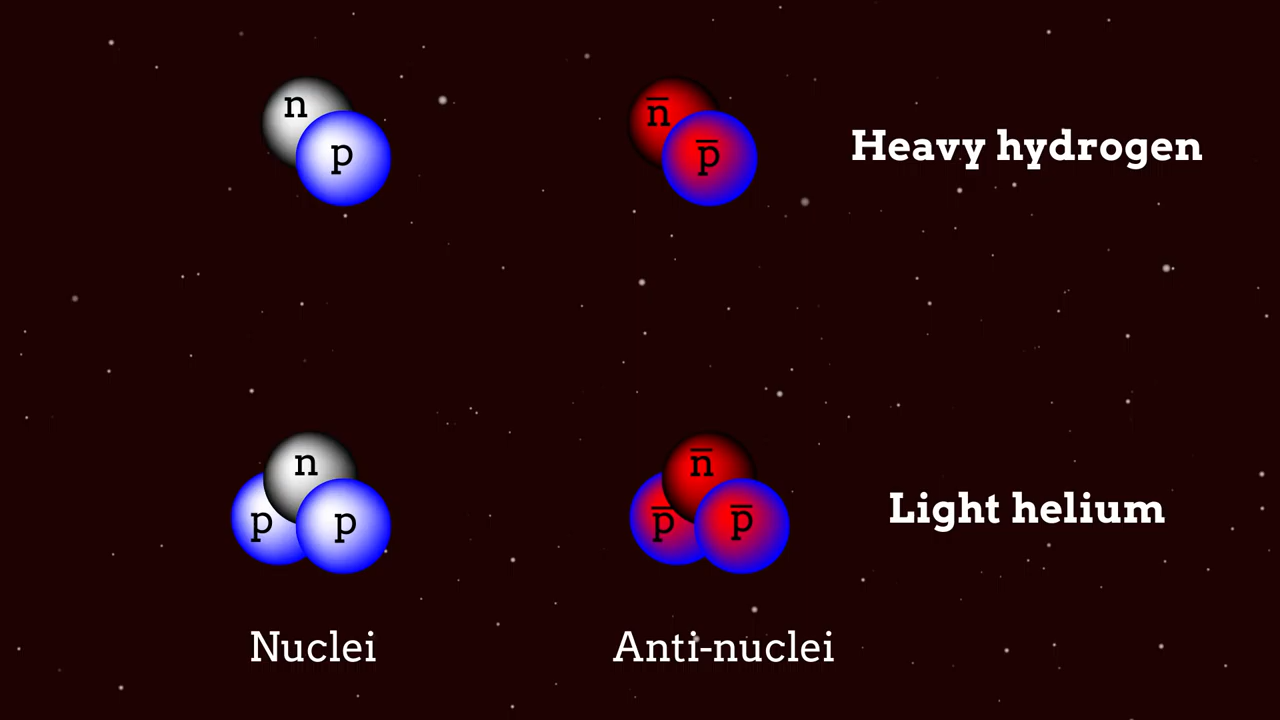 n
p
n̅
p̅
Heavy hydrogen
n
p
p
n̅
p̅
p̅
Light helium
Nuclei
Anti-nuclei